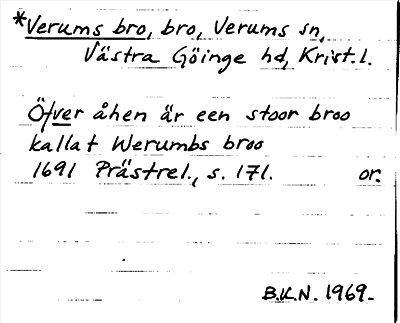 *Verums bro, bro, Verums sn,
Västra Göinge hd, Krist. l.
Öfver åhen är een stoor broo
kallat Werumbs broo
1691 Prästrel., s. 171. or.
B.K.N. 1969.